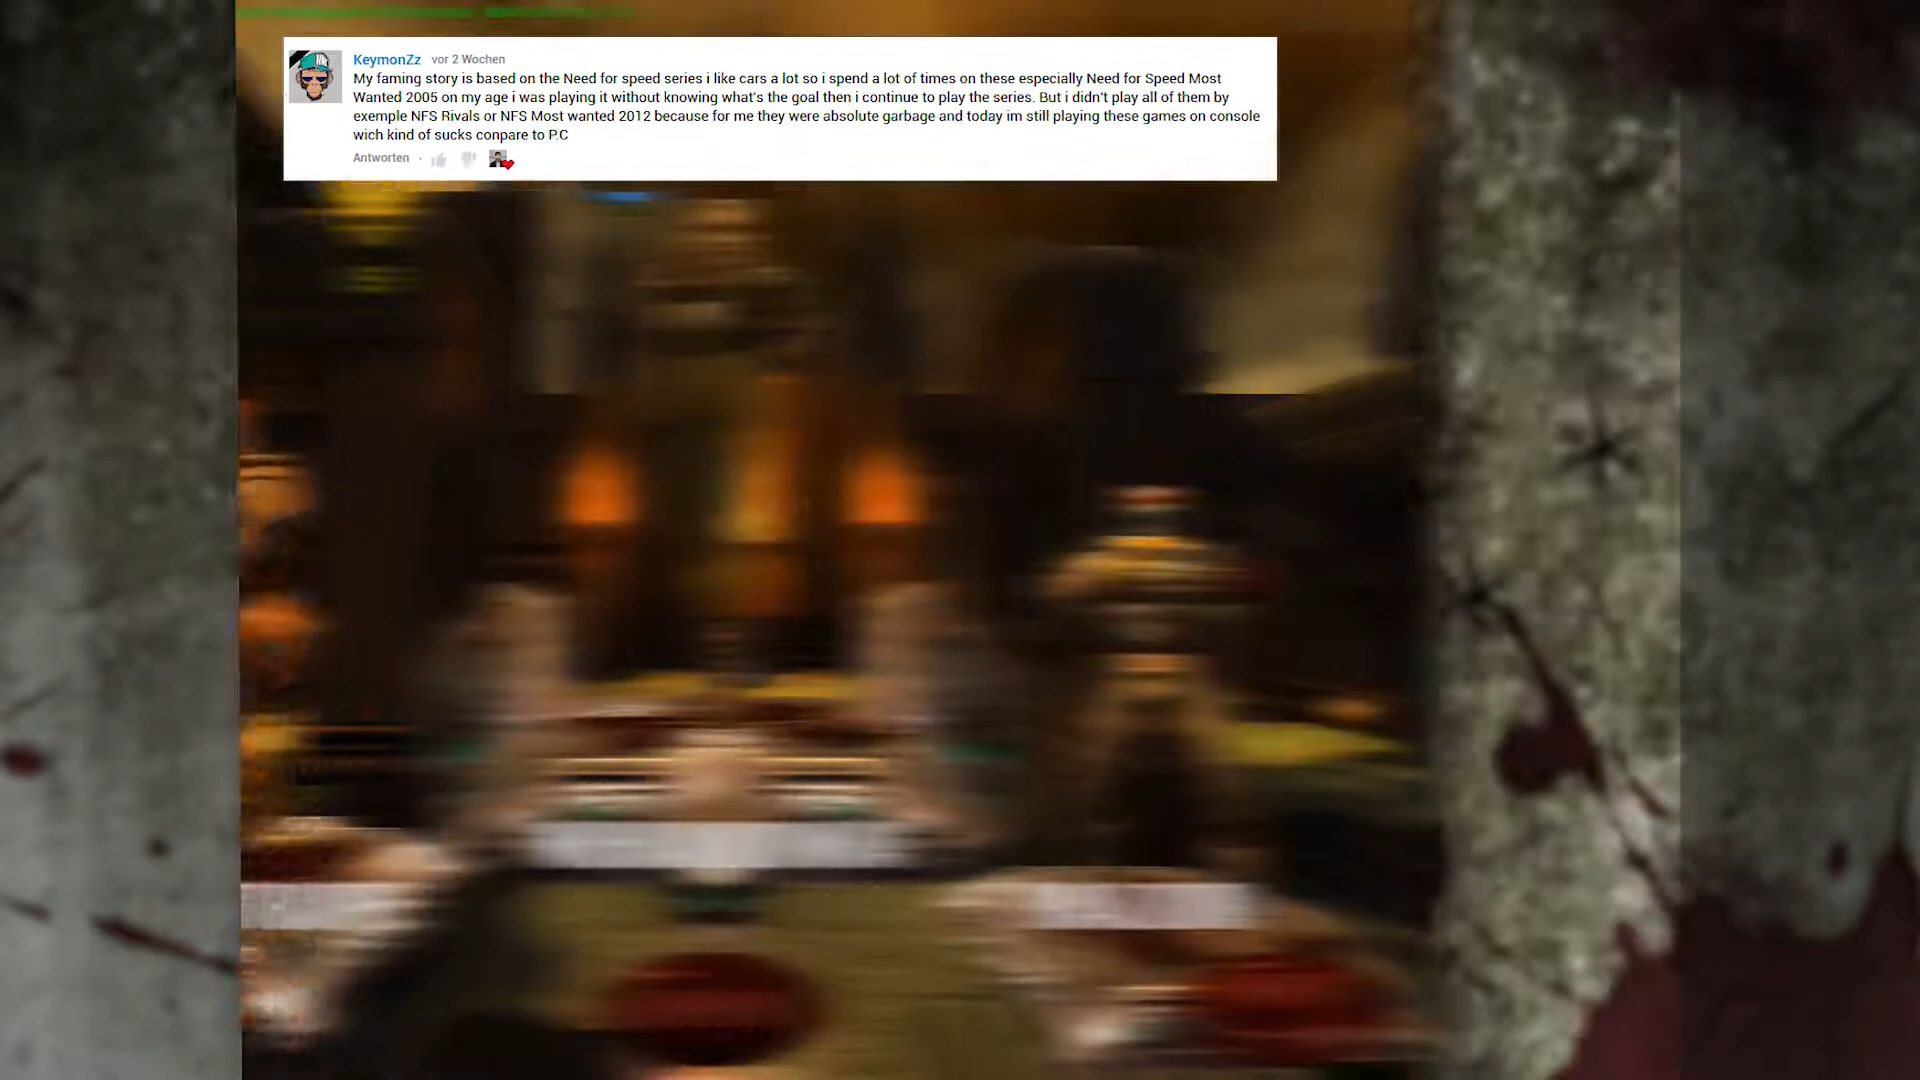 KeymonZz vor 2 Wochen
My faming story is based on the Need for speed series i like cars a lot so i spend a lot of times on these especially Need for Speed Most
Wanted 2005 on my age i was playing it without knowing what's the goal then i continue to play the series. But i didn't play all of them by
exemple NFS Rivals or NFS Most wanted 2012 because for me they were absolute garbage and today im still playing these games on console
wich kind of sucks conpare to P.C
Antworten ·